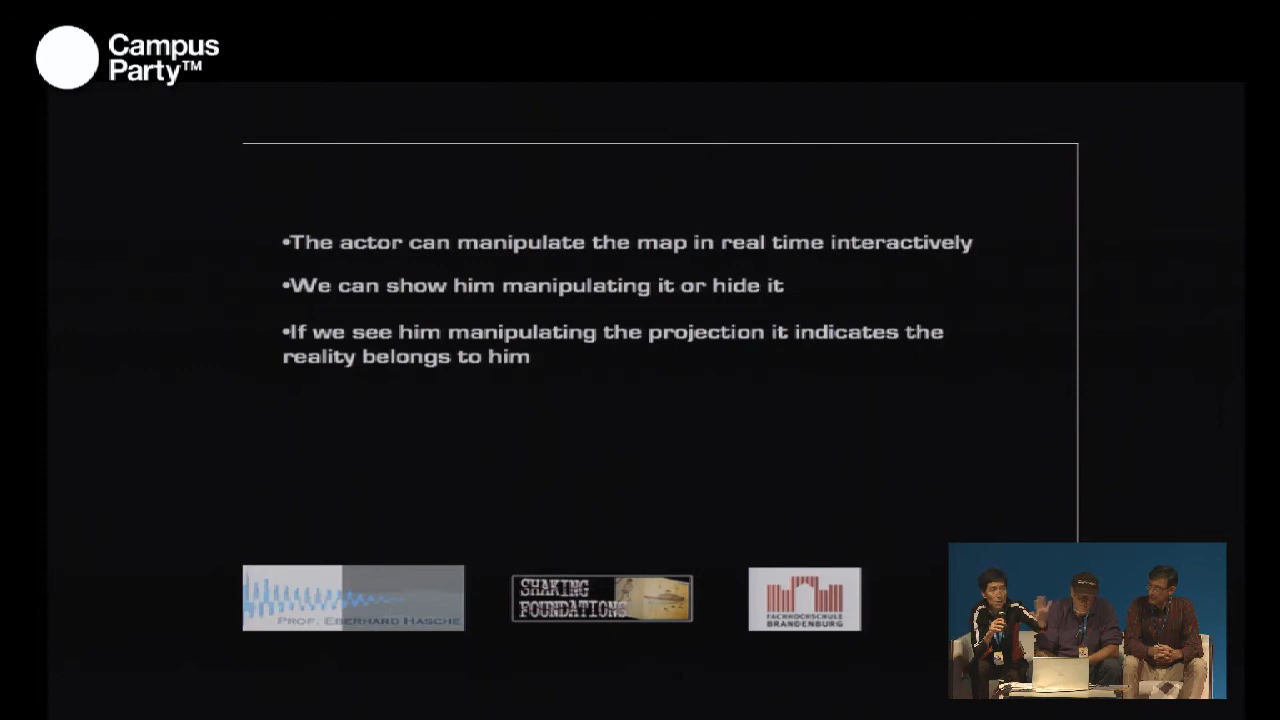 Campus
Party™
•The actor can manipulate the map in real time interactively
•We can show him manipulating it or hide it
•If we see him manipulating the projection it indicates the
reality belongs to him
PROF. EBERHARD HASCHE
SHAKING
FOUNDATIONS
FACHHOCHSCHULE
BRANDENBURG